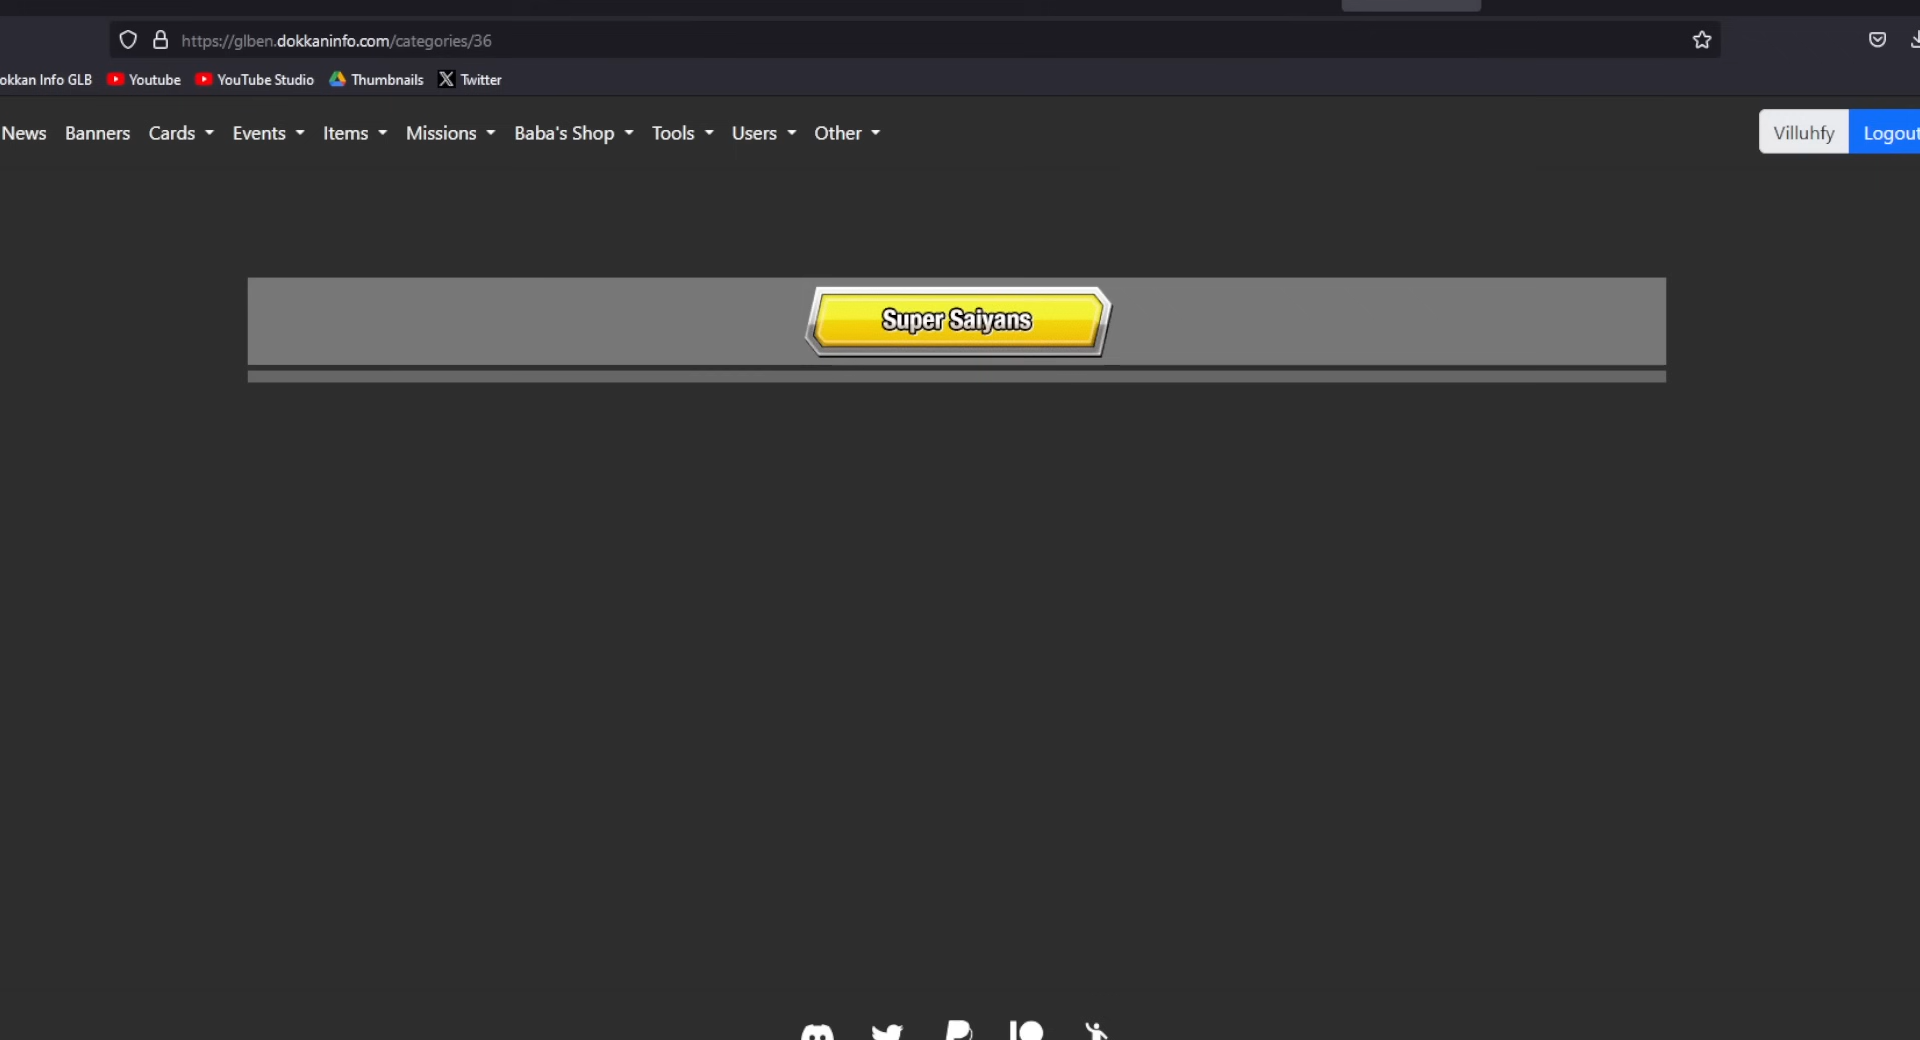 https://glben.dokkaninfo.com/categories/36
okkan Info GLB Youtube YouTube Studio Thumbnails Twitter
News Banners Cards Events Items Missions Baba's Shop Tools Users Other Villuhfy Logout
Super Saiyans